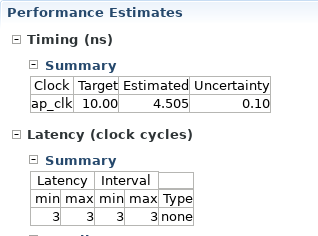 Performance Estimates
Timing (ns)
Summary
Clock Target Estimated Uncertainty
ap_clk 10.00 4.505 0.10
Latency (clock cycles)
Summary
Latency Interval
min max min max Type
3 3 3 3 none